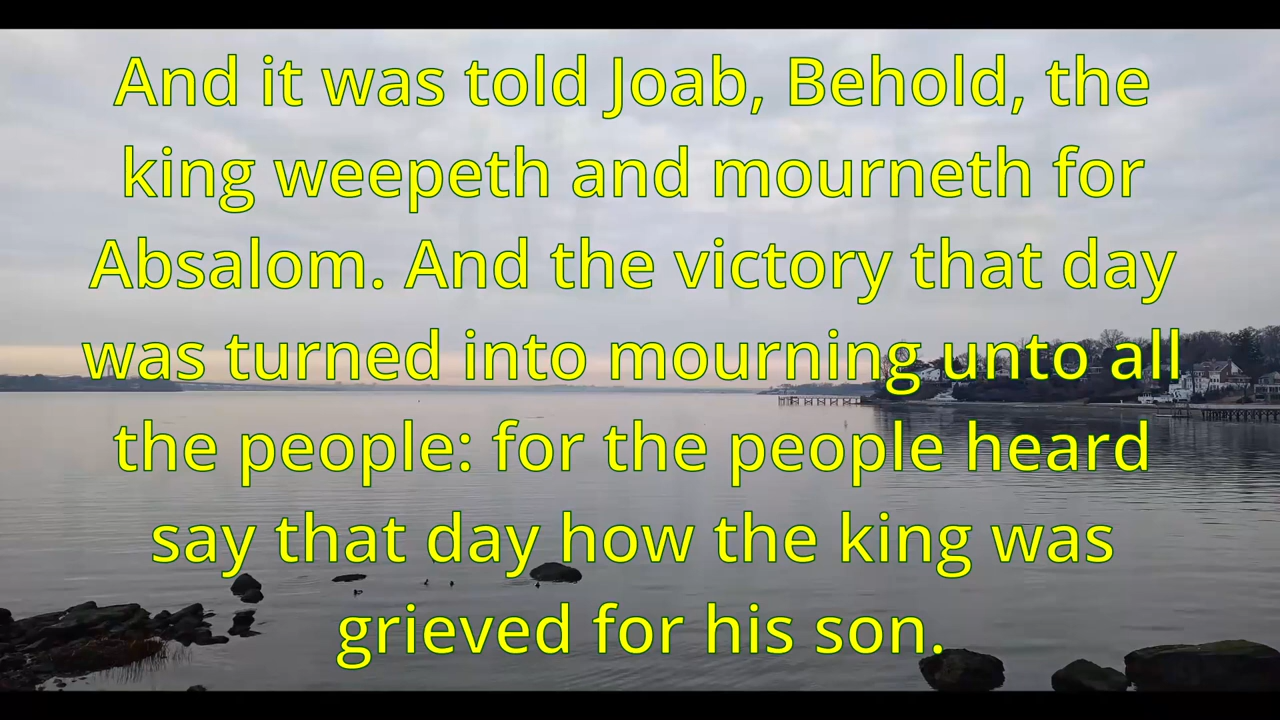 And it was told Joab, Behold, the
king weepeth and mourneth for
Absalom. And the victory that day
was turned into mourning unto all
the people: for the people heard
say that day how the king was
grieved for his son.